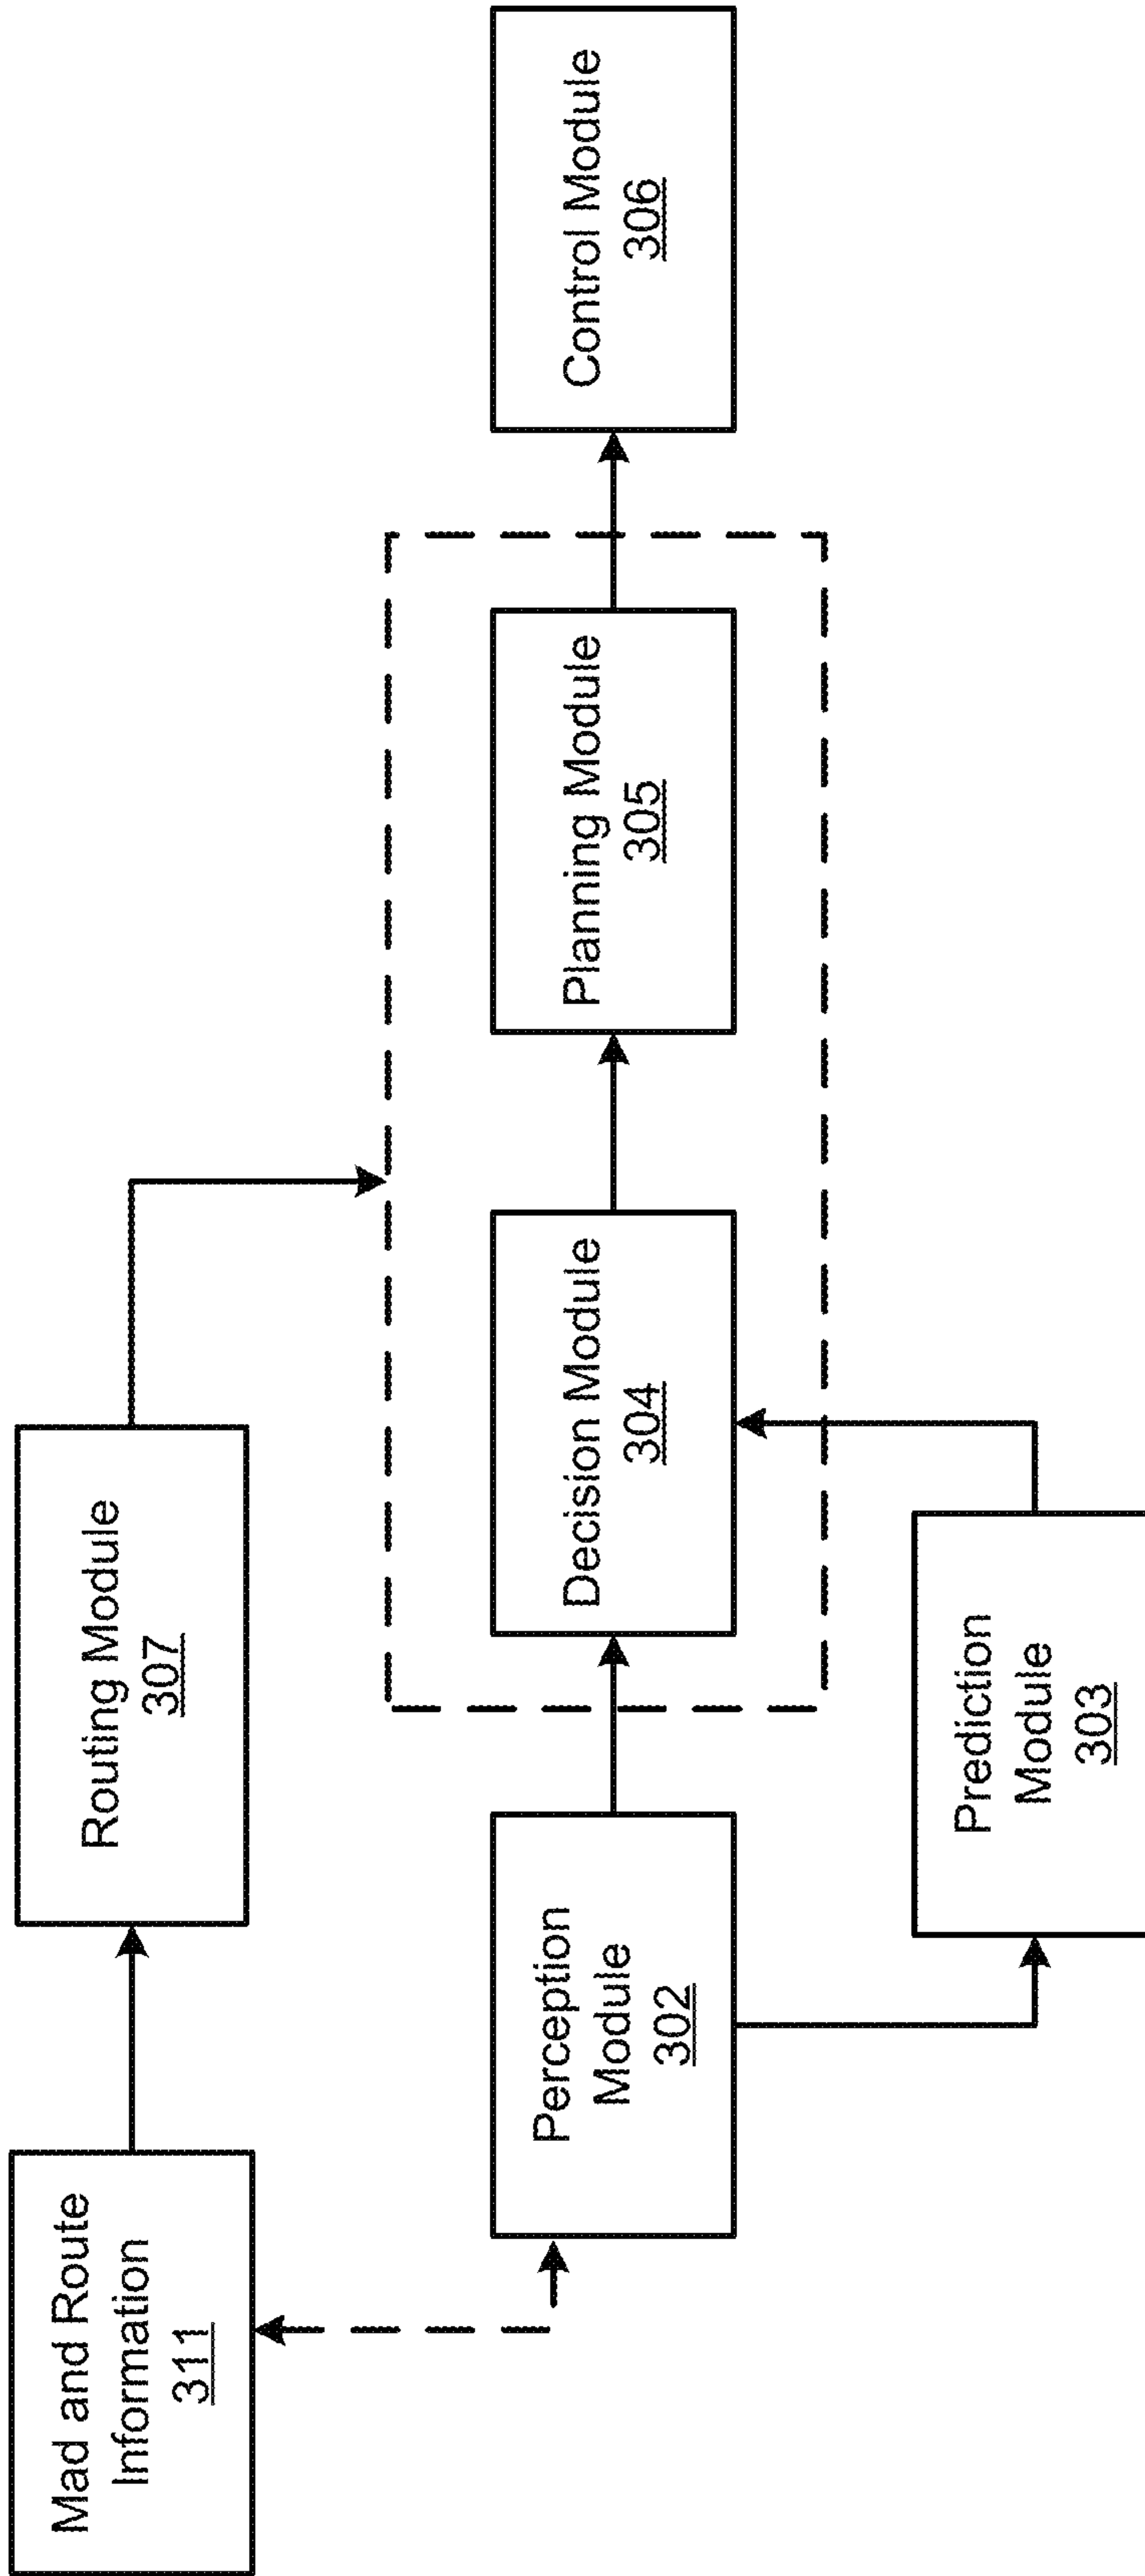 Mad and Route
Information
311
Routing Module
307
Perception
Module
302
Decision Module
304
Planning Module
305
Control Module
306
Prediction
Module
303